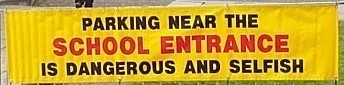 PARKING NEAR THE
SCHOOL ENTRANCE
IS DANGEROUS AND SELFISH